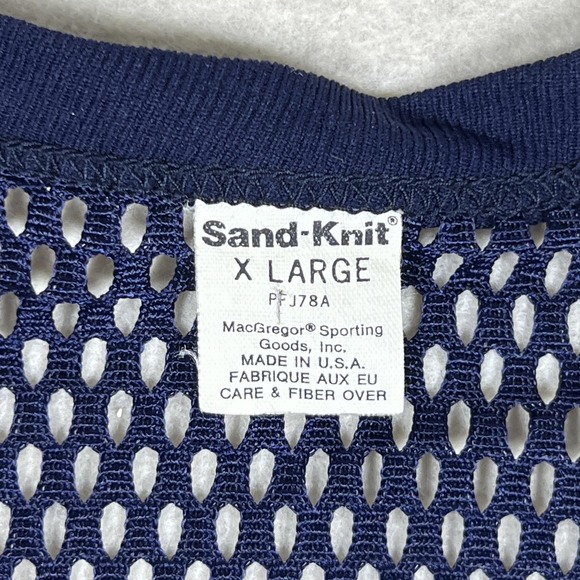 Sand-Knit®
X LARGE
PFJ78A
MacGregor® Sporting
Goods, Inc.
MADE IN U.S.A.
FABRIQUE AUX EU
CARE & FIBER OVER